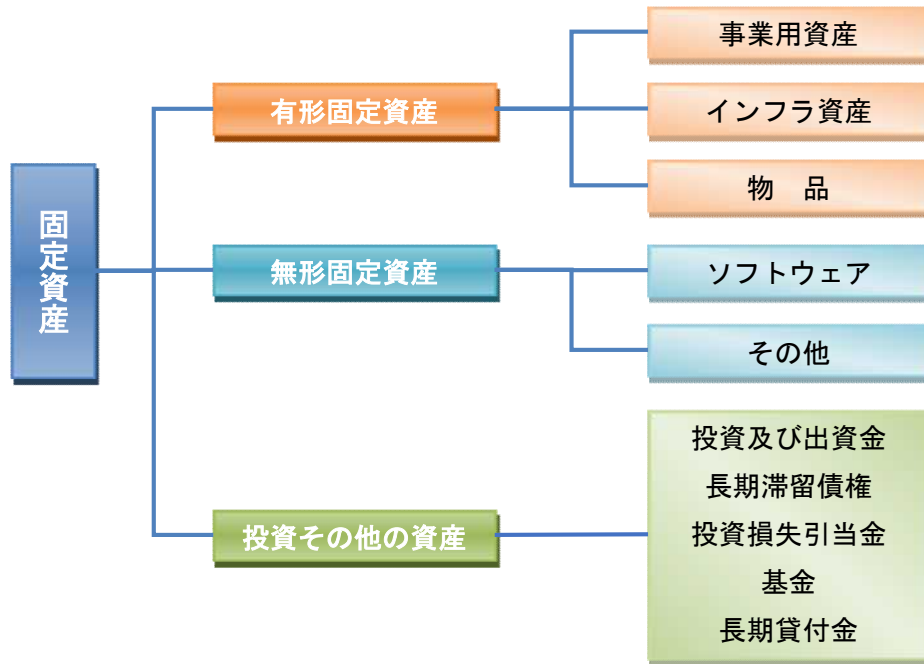 固定資産
有形固定資産
事業用資産
インフラ資産
物　品
無形固定資産
ソフトウェア
その他
投資その他の資産
投資及び出資金
長期滞留債権
投資損失引当金
基金
長期貸付金